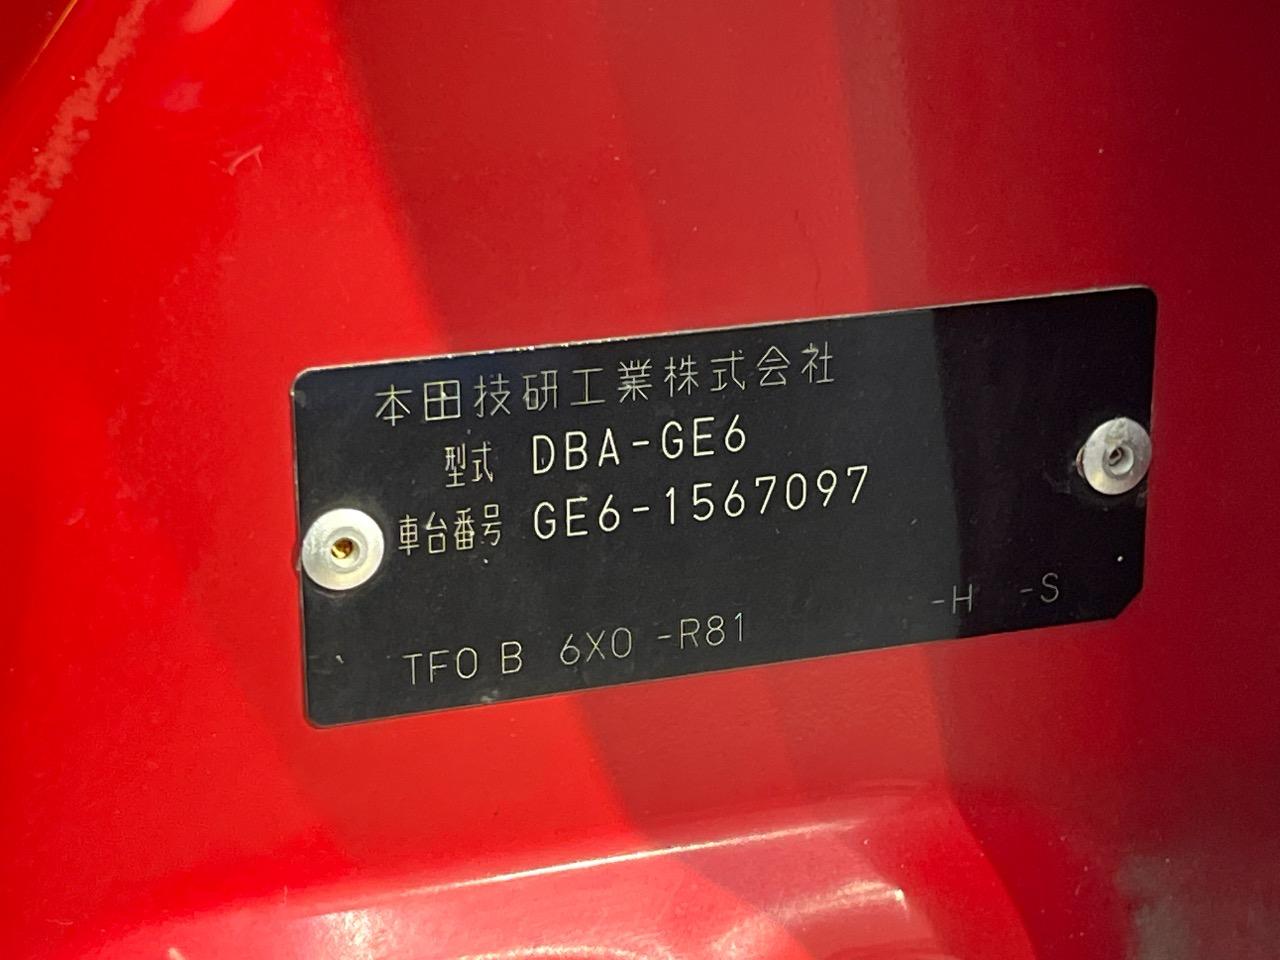 本田技研工業株式会社
型式 DBA-GE6
車台番号 GE6-1567097
TF0 B 6X0 -R81 -H -S